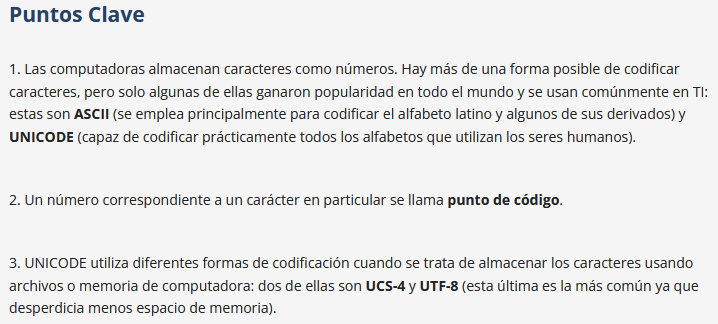 Puntos Clave
1. Las computadoras almacenan caracteres como números. Hay más de una forma posible de codificar
caracteres, pero solo algunas de ellas ganaron popularidad en todo el mundo y se usan comúnmente en TI:
estas son ASCII (se emplea principalmente para codificar el alfabeto latino y algunos de sus derivados) y
UNICODE (capaz de codificar prácticamente todos los alfabetos que utilizan los seres humanos).
2. Un número correspondiente a un carácter en particular se llama punto de código.
3. UNICODE utiliza diferentes formas de codificación cuando se trata de almacenar los caracteres usando
archivos o memoria de computadora: dos de ellas son UCS-4 y UTF-8 (esta última es la más común ya que
desperdicia menos espacio de memoria).